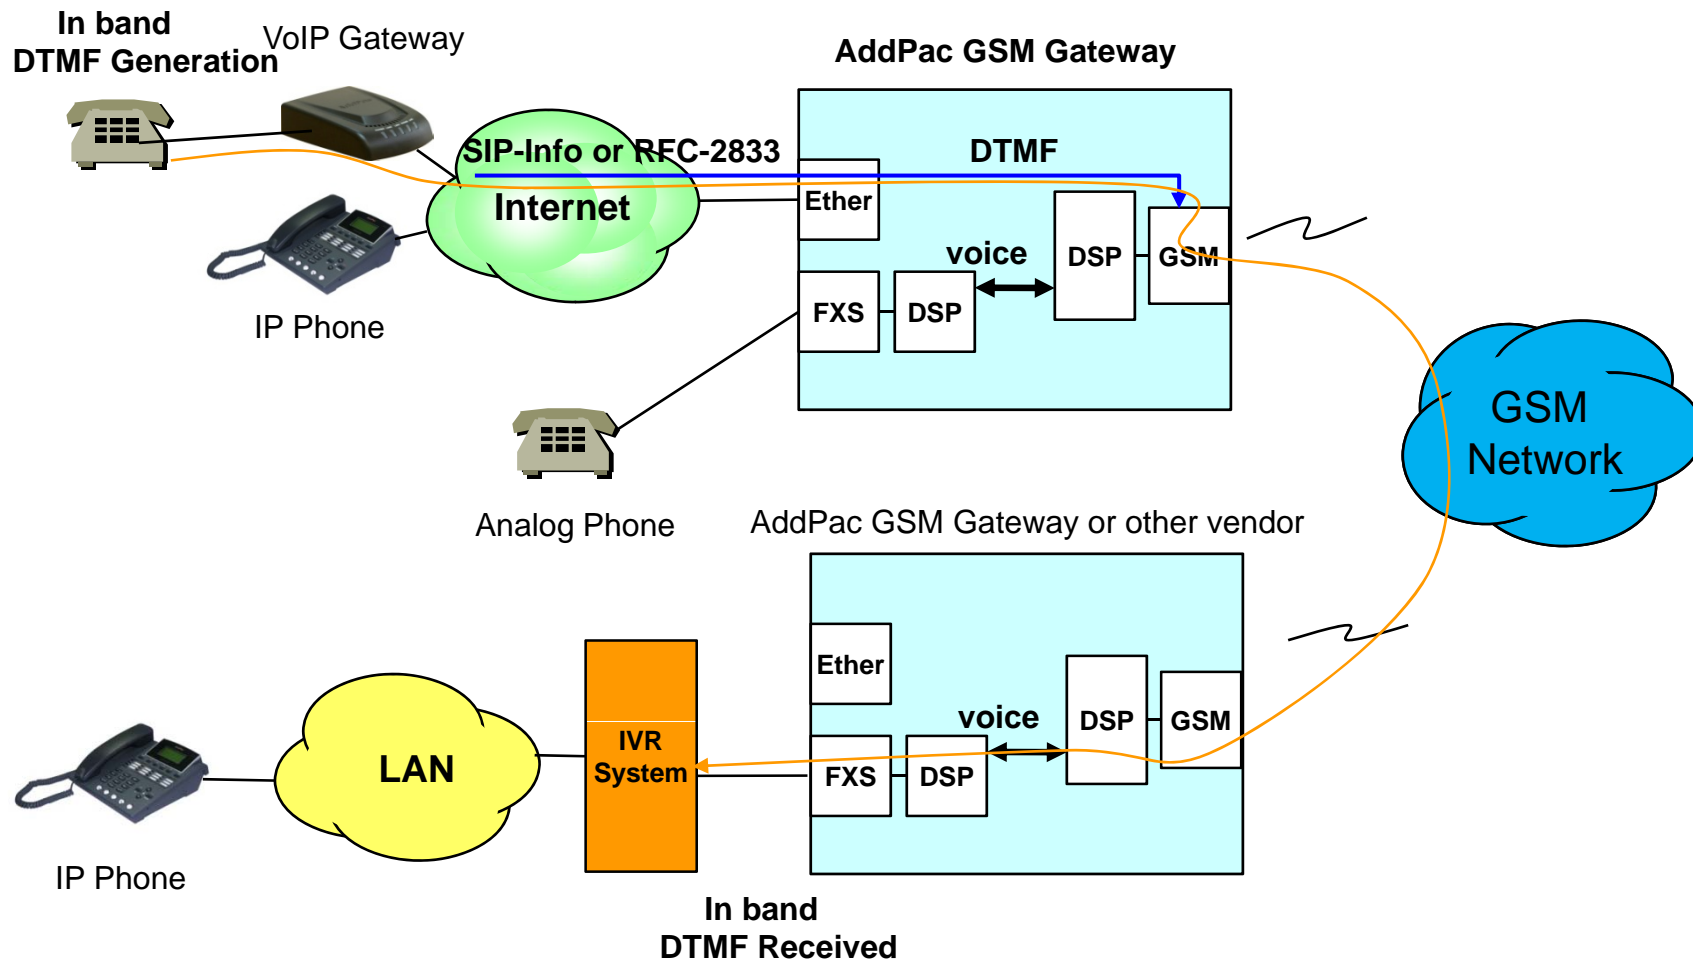 In band
DTMF Generation
VoIP Gateway
AddPac GSM Gateway
SIP-Info or RFC-2833
DTMF
Internet
Ether
voice
DSP
GSM
FXS
DSP
IP Phone
GSM
Network
Analog Phone
AddPac GSM Gateway or other vendor
Ether
voice
DSP
GSM
IVR
System
FXS
DSP
LAN
IP Phone
In band
DTMF Received